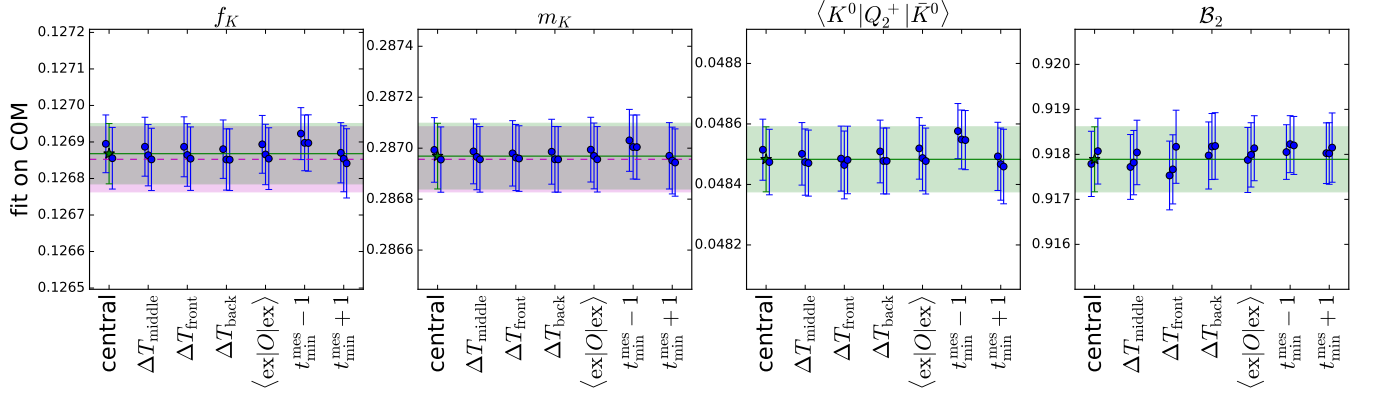 f_K
m_K
⟨K^0|Q_2^+|K̄^0⟩
ℬ_2
fit on C0M
0.1272
0.1271
0.1270
0.1269
0.1268
0.1267
0.1266
0.1265
0.2874
0.2872
0.2870
0.2868
0.2866
0.0488
0.0486
0.0484
0.0482
0.920
0.919
0.918
0.917
0.916
central
ΔT_middle
ΔT_front
ΔT_back
⟨ex|O|ex⟩
t_min^mes − 1
t_min^mes + 1
central
ΔT_middle
ΔT_front
ΔT_back
⟨ex|O|ex⟩
t_min^mes − 1
t_min^mes + 1
central
ΔT_middle
ΔT_front
ΔT_back
⟨ex|O|ex⟩
t_min^mes − 1
t_min^mes + 1
central
ΔT_middle
ΔT_front
ΔT_back
⟨ex|O|ex⟩
t_min^mes − 1
t_min^mes + 1